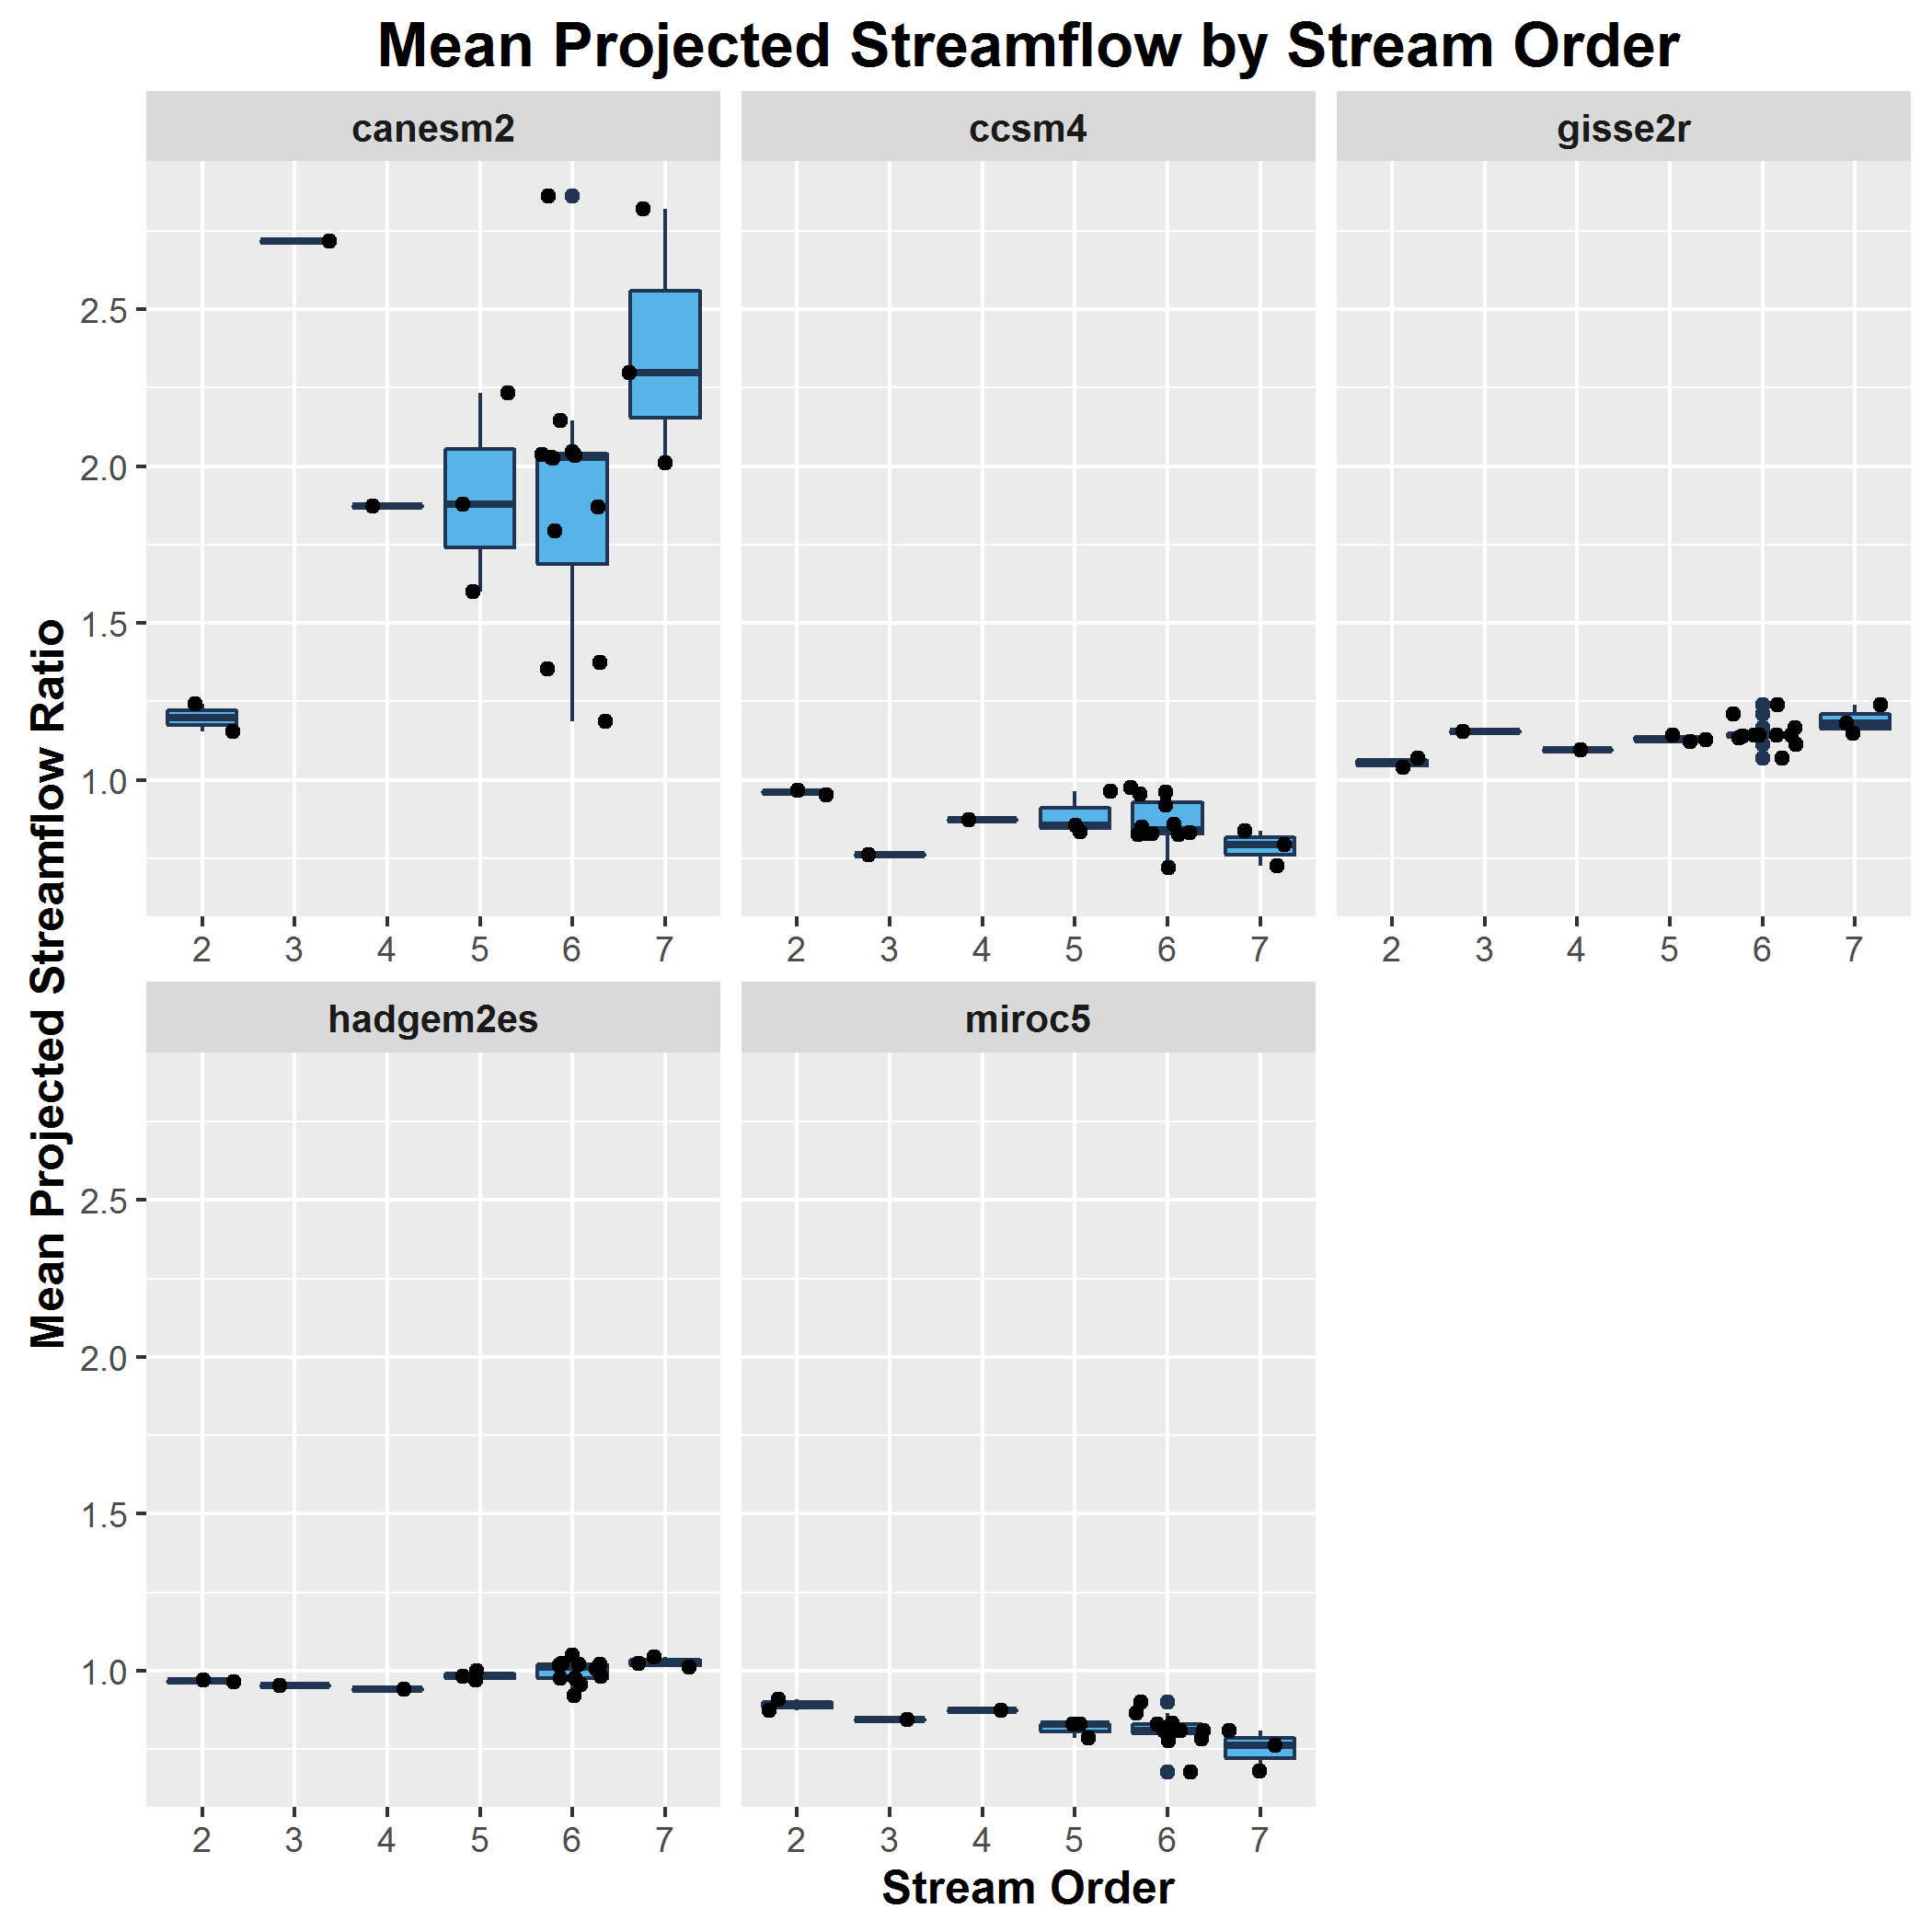 Mean Projected Streamflow by Stream Order
canesm2
ccsm4
gisse2r
2.5
2.0
1.5
1.0
2 3 4 5 6 7
2 3 4 5 6 7
2 3 4 5 6 7
Mean Projected Streamflow Ratio
hadgem2es
miroc5
2.5
2.0
1.5
1.0
2 3 4 5 6 7
2 3 4 5 6 7
Stream Order